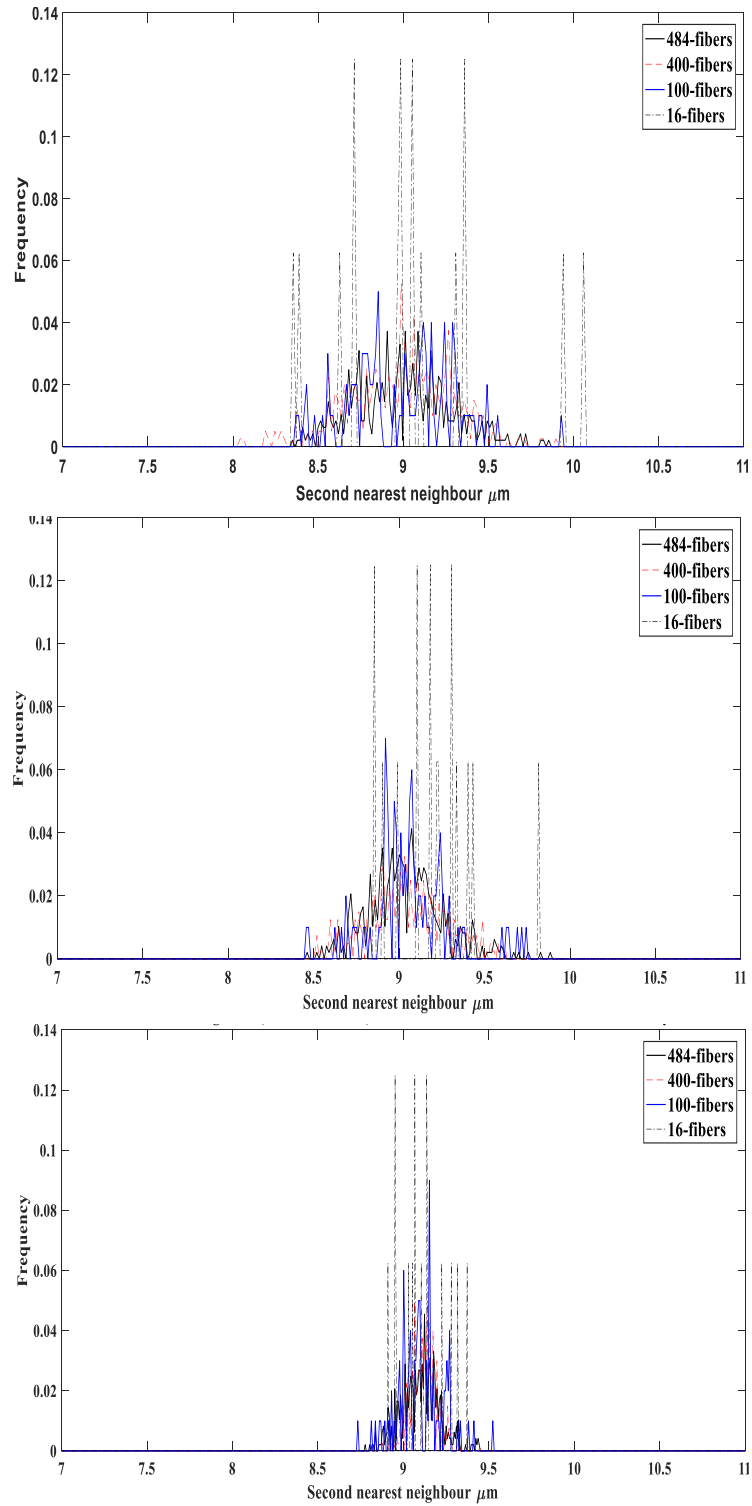 0.14
0.12
0.1
0.08
0.06
0.04
0.02
0
Frequency
484-fibers
400-fibers
100-fibers
16-fibers
7 7.5 8 8.5 9 9.5 10 10.5 11
Second nearest neighbour μm
0.14
0.12
0.1
0.08
0.06
0.04
0.02
0
Frequency
484-fibers
400-fibers
100-fibers
16-fibers
7 8 8.5 9 9.5 10 10.5 11
Second nearest neighbour μm
0.14
0.12
0.1
0.08
0.06
0.04
0.02
0
Frequency
484-fibers
400-fibers
100-fibers
16-fibers
7 7.5 8 8.5 9 9.5 10 10.5 11
Second nearest neighbour μm